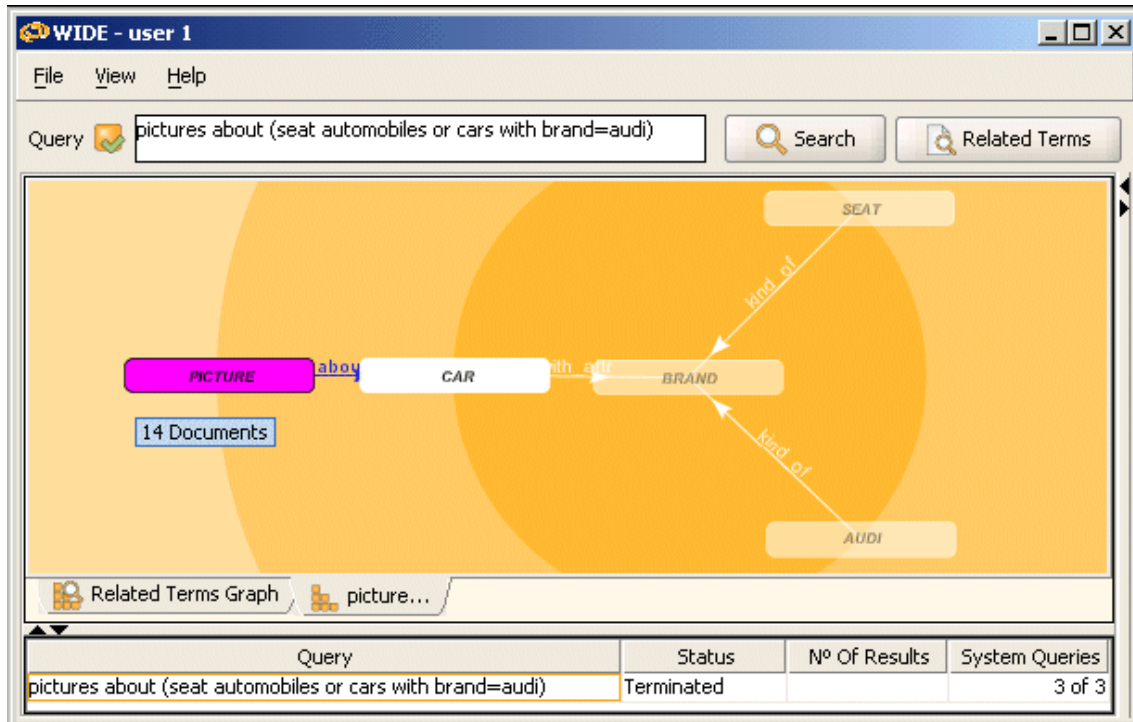 WIDE - user 1
File View Help
Query pictures about (seat automobiles or cars with brand=audi) Search Related Terms
SEAT
kind_of
PICTURE abou CAR ith_attr BRAND
14 Documents
kind_of
AUDI
Related Terms Graph picture...
Query Status Nº Of Results System Queries
pictures about (seat automobiles or cars with brand=audi) Terminated 3 of 3